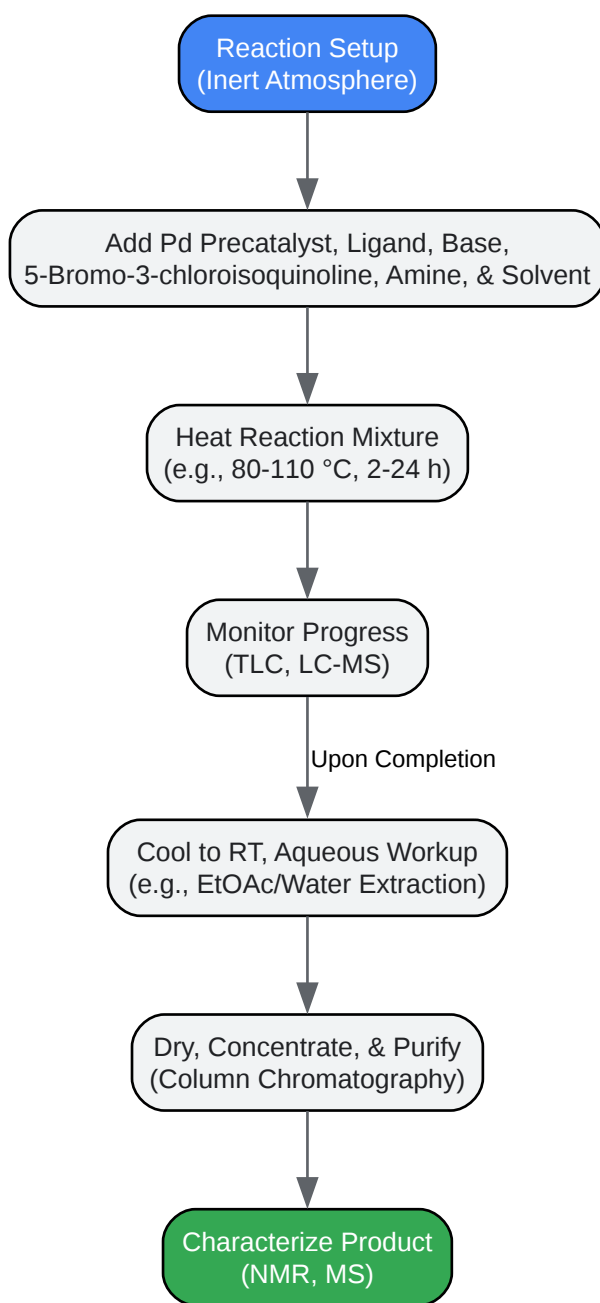 Reaction Setup
(Inert Atmosphere)
Add Pd Precatalyst, Ligand, Base,
5-Bromo-3-chloroisoquinoline, Amine, & Solvent
Heat Reaction Mixture
(e.g., 80-110 °C, 2-24 h)
Monitor Progress
(TLC, LC-MS)
Upon Completion
Cool to RT, Aqueous Workup
(e.g., EtOAc/Water Extraction)
Dry, Concentrate, & Purify
(Column Chromatography)
Characterize Product
(NMR, MS)